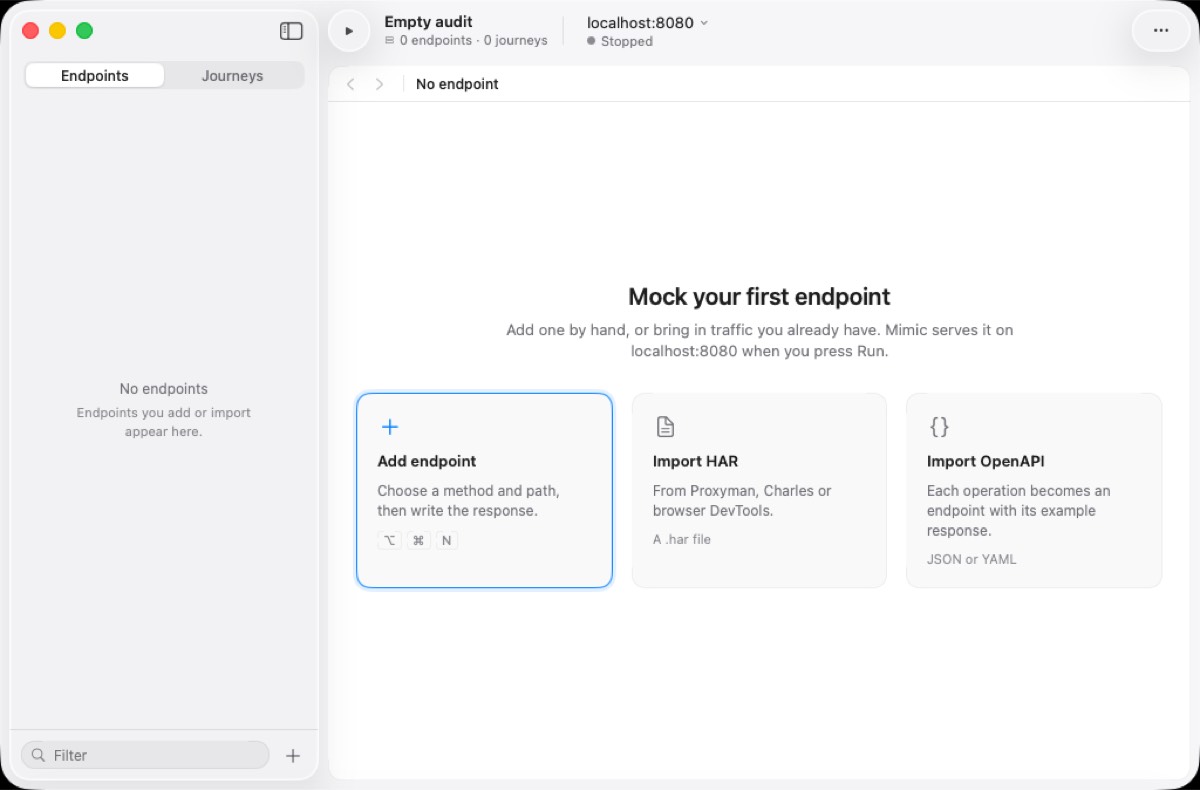 Endpoints
Journeys
Empty audit
0 endpoints · 0 journeys
localhost:8080
Stopped
No endpoint
Mock your first endpoint
Add one by hand, or bring in traffic you already have. Mimic serves it on
localhost:8080 when you press Run.
No endpoints
Endpoints you add or import
appear here.
Add endpoint
Choose a method and path,
then write the response.
⌥ ⌘ N
Import HAR
From Proxyman, Charles or
browser DevTools.
A .har file
{}
Import OpenAPI
Each operation becomes an
endpoint with its example
response.
JSON or YAML
Filter